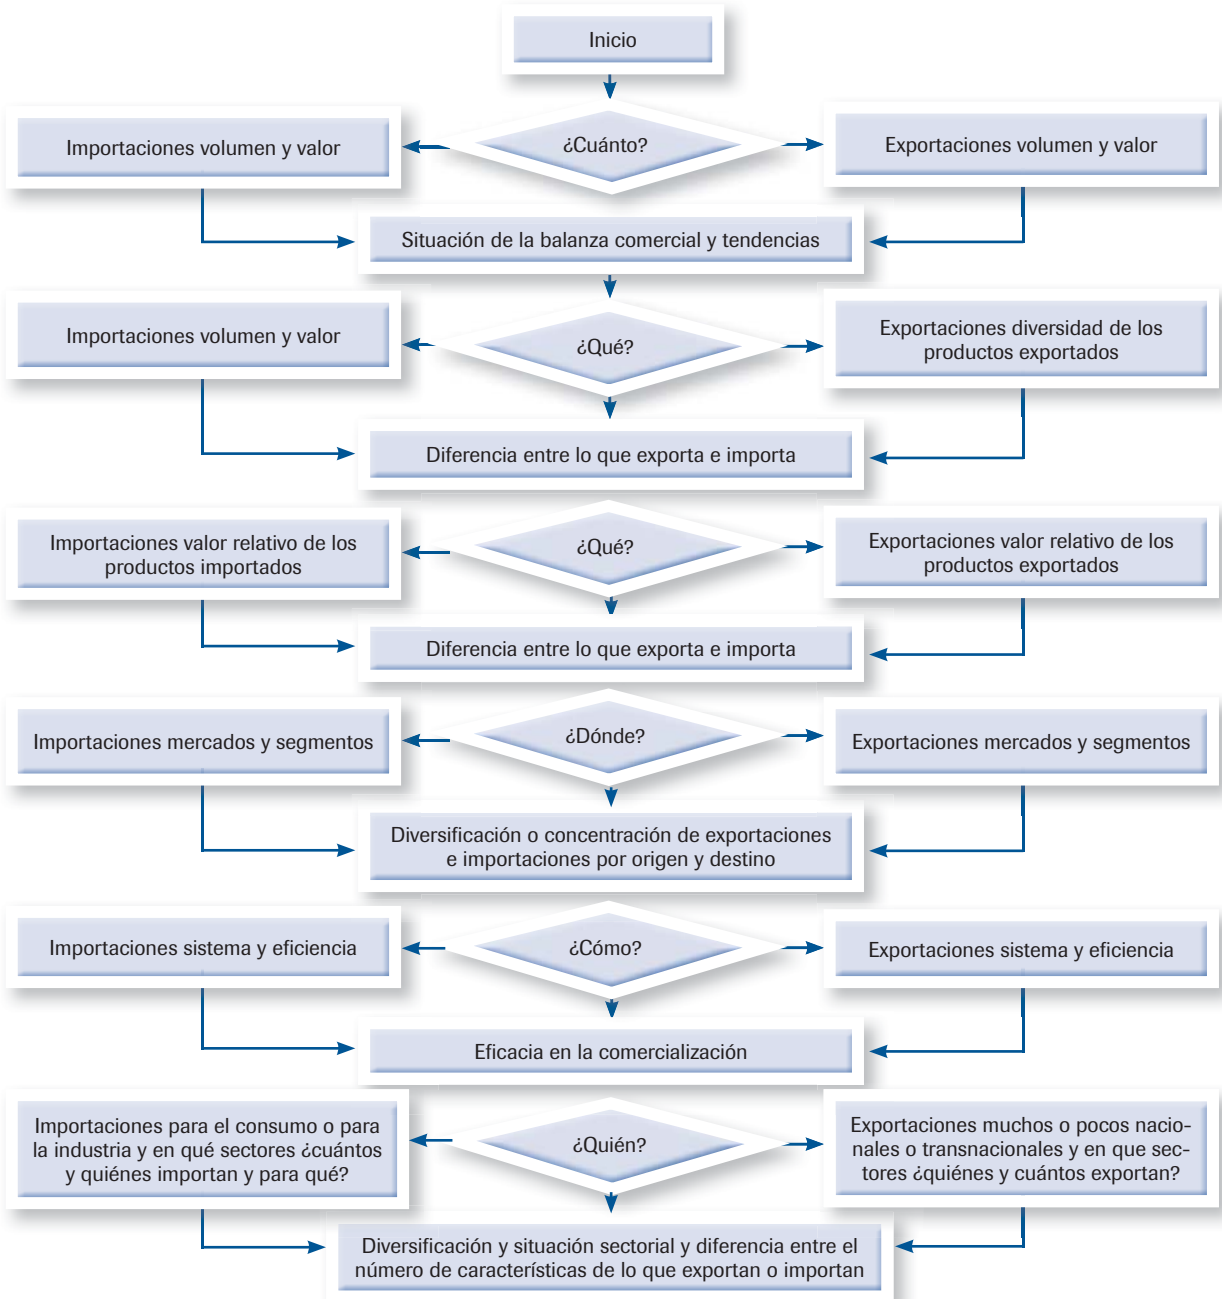 Inicio
¿Cuánto?
Importaciones volumen y valor
Exportaciones volumen y valor
Situación de la balanza comercial y tendencias
¿Qué?
Importaciones volumen y valor
Exportaciones diversidad de los
productos exportados
Diferencia entre lo que exporta e importa
¿Qué?
Importaciones valor relativo de los
productos importados
Exportaciones valor relativo de los
productos exportados
Diferencia entre lo que exporta e importa
¿Dónde?
Importaciones mercados y segmentos
Exportaciones mercados y segmentos
Diversificación o concentración de exportaciones
e importaciones por origen y destino
¿Cómo?
Importaciones sistema y eficiencia
Exportaciones sistema y eficiencia
Eficacia en la comercialización
¿Quién?
Importaciones para el consumo o para
la industria y en qué sectores ¿cuántos
y quiénes importan y para qué?
Exportaciones muchos o pocos nacio-
nales o transnacionales y en que sec-
tores ¿quiénes y cuántos exportan?
Diversificación y situación sectorial y diferencia entre el
número de características de lo que exportan o importan